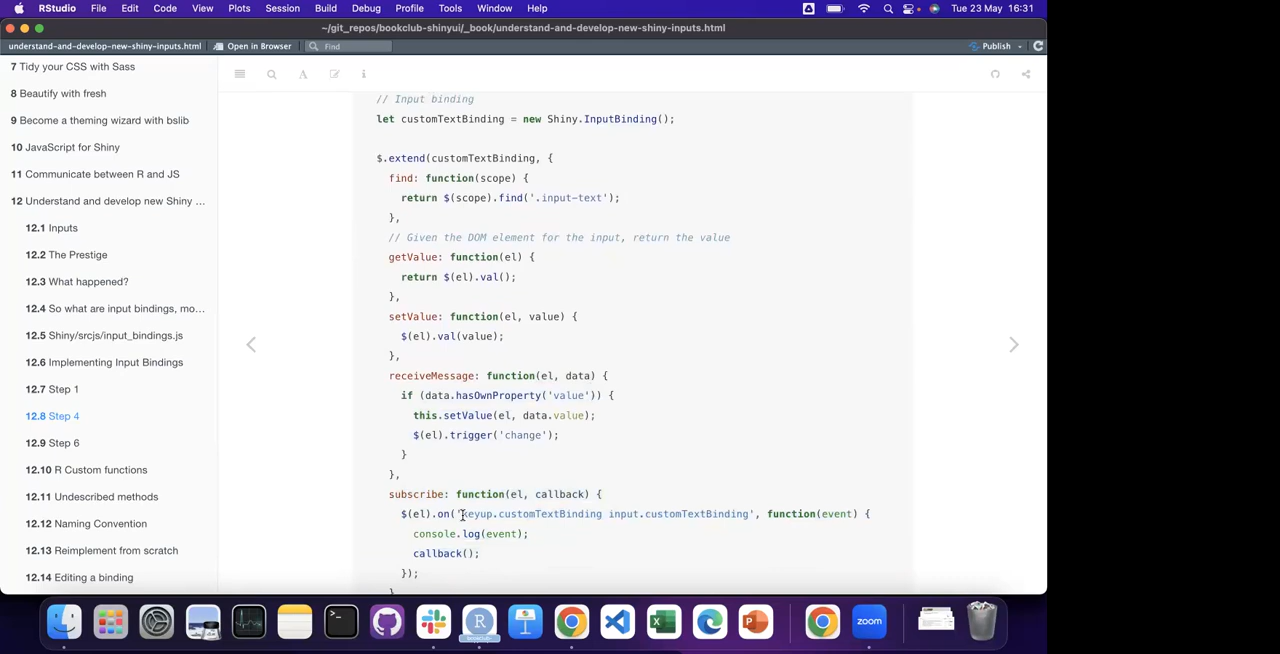 RStudio File Edit Code View Plots Session Build Debug Profile Tools Window Help Tue 23 May 16:31
~/git_repos/bookclub-shinyui/_book/understand-and-develop-new-shiny-inputs.html
understand-and-develop-new-shiny-inputs.html Open in Browser Find Publish
7 Tidy your CSS with Sass
8 Beautify with fresh
9 Become a theming wizard with bslib
10 JavaScript for Shiny
11 Communicate between R and JS
12 Understand and develop new Shiny ...
12.1 Inputs
12.2 The Prestige
12.3 What happened?
12.4 So what are input bindings, mo...
12.5 Shiny/srcjs/input_bindings.js
12.6 Implementing Input Bindings
12.7 Step 1
12.8 Step 4
12.9 Step 6
12.10 R Custom functions
12.11 Undescribed methods
12.12 Naming Convention
12.13 Reimplement from scratch
12.14 Editing a binding
// Input binding
let customTextBinding = new Shiny.InputBinding();
$.extend(customTextBinding, {
find: function(scope) {
return $(scope).find('.input-text');
},
// Given the DOM element for the input, return the value
getValue: function(el) {
return $(el).val();
},
setValue: function(el, value) {
$(el).val(value);
},
receiveMessage: function(el, data) {
if (data.hasOwnProperty('value')) {
this.setValue(el, data.value);
$(el).trigger('change');
}
},
subscribe: function(el, callback) {
$(el).on('keyup.customTextBinding input.customTextBinding', function(event) {
console.log(event);
callback();
});
zoom